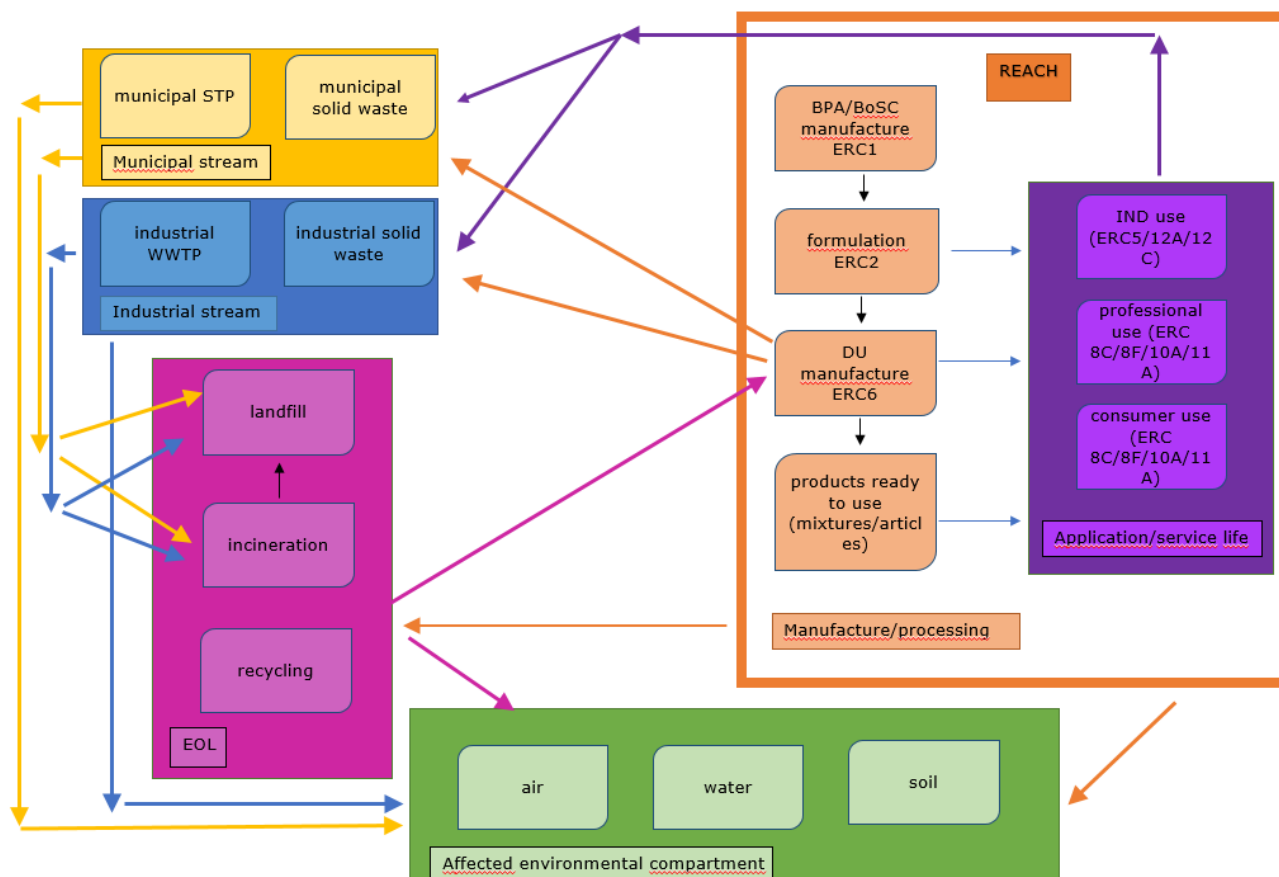 municipal STP
municipal
solid waste
Municipal stream
industrial
WWTP
industrial solid
waste
Industrial stream
landfill
incineration
recycling
EOL
REACH
BPA/BoSC
manufacture
ERC1
formulation
ERC2
DU
manufacture
ERC6
products ready
to use
(mixtures/articl
es)
Manufacture/processing
IND use
(ERC5/12A/12
C)
professional
use (ERC
8C/8F/10A/11
A)
consumer use
(ERC
8C/8F/10A/11
A)
Application/service life
air
water
soil
Affected environmental compartment